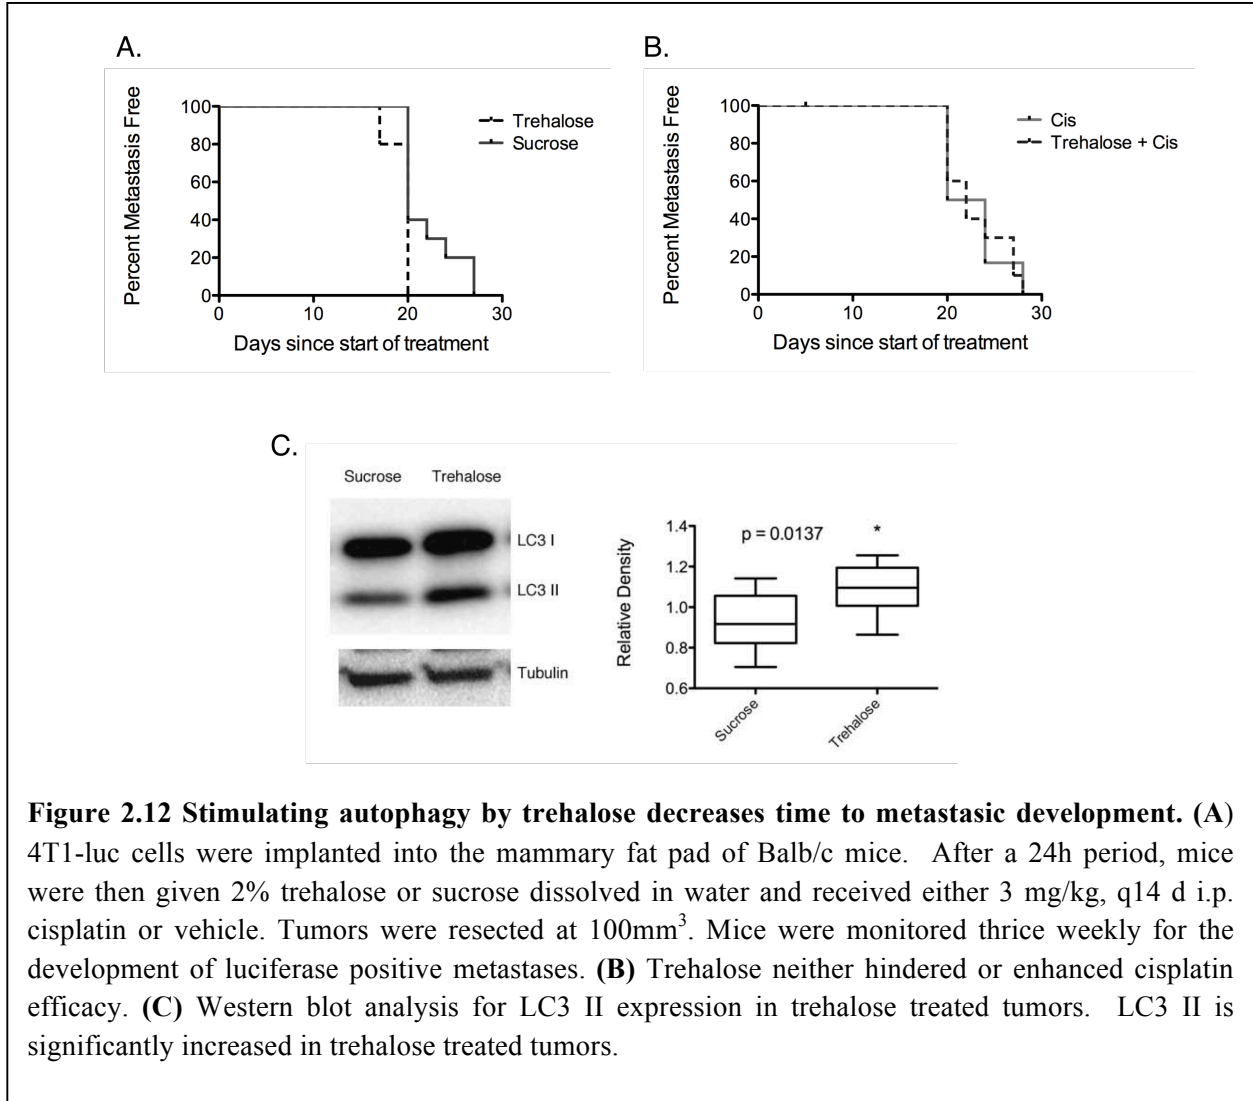 A.
Percent Metastasis Free
100
80
60
40
20
0
0 10 20 30
Days since start of treatment
Trehalose
Sucrose
B.
Percent Metastasis Free
100
80
60
40
20
0
0 10 20 30
Days since start of treatment
Cis
Trehalose + Cis
C.
Sucrose Trehalose
LC3 I
LC3 II
Tubulin
Relative Density
1.4
1.2
1.0
0.8
0.6
p = 0.0137
*
Sucrose
Trehalose
Figure 2.12 Stimulating autophagy by trehalose decreases time to metastasic development. (A)
4T1-luc cells were implanted into the mammary fat pad of Balb/c mice. After a 24h period, mice
were then given 2% trehalose or sucrose dissolved in water and received either 3 mg/kg, q14 d i.p.
cisplatin or vehicle. Tumors were resected at 100mm³. Mice were monitored thrice weekly for the
development of luciferase positive metastases. (B) Trehalose neither hindered or enhanced cisplatin
efficacy. (C) Western blot analysis for LC3 II expression in trehalose treated tumors. LC3 II is
significantly increased in trehalose treated tumors.